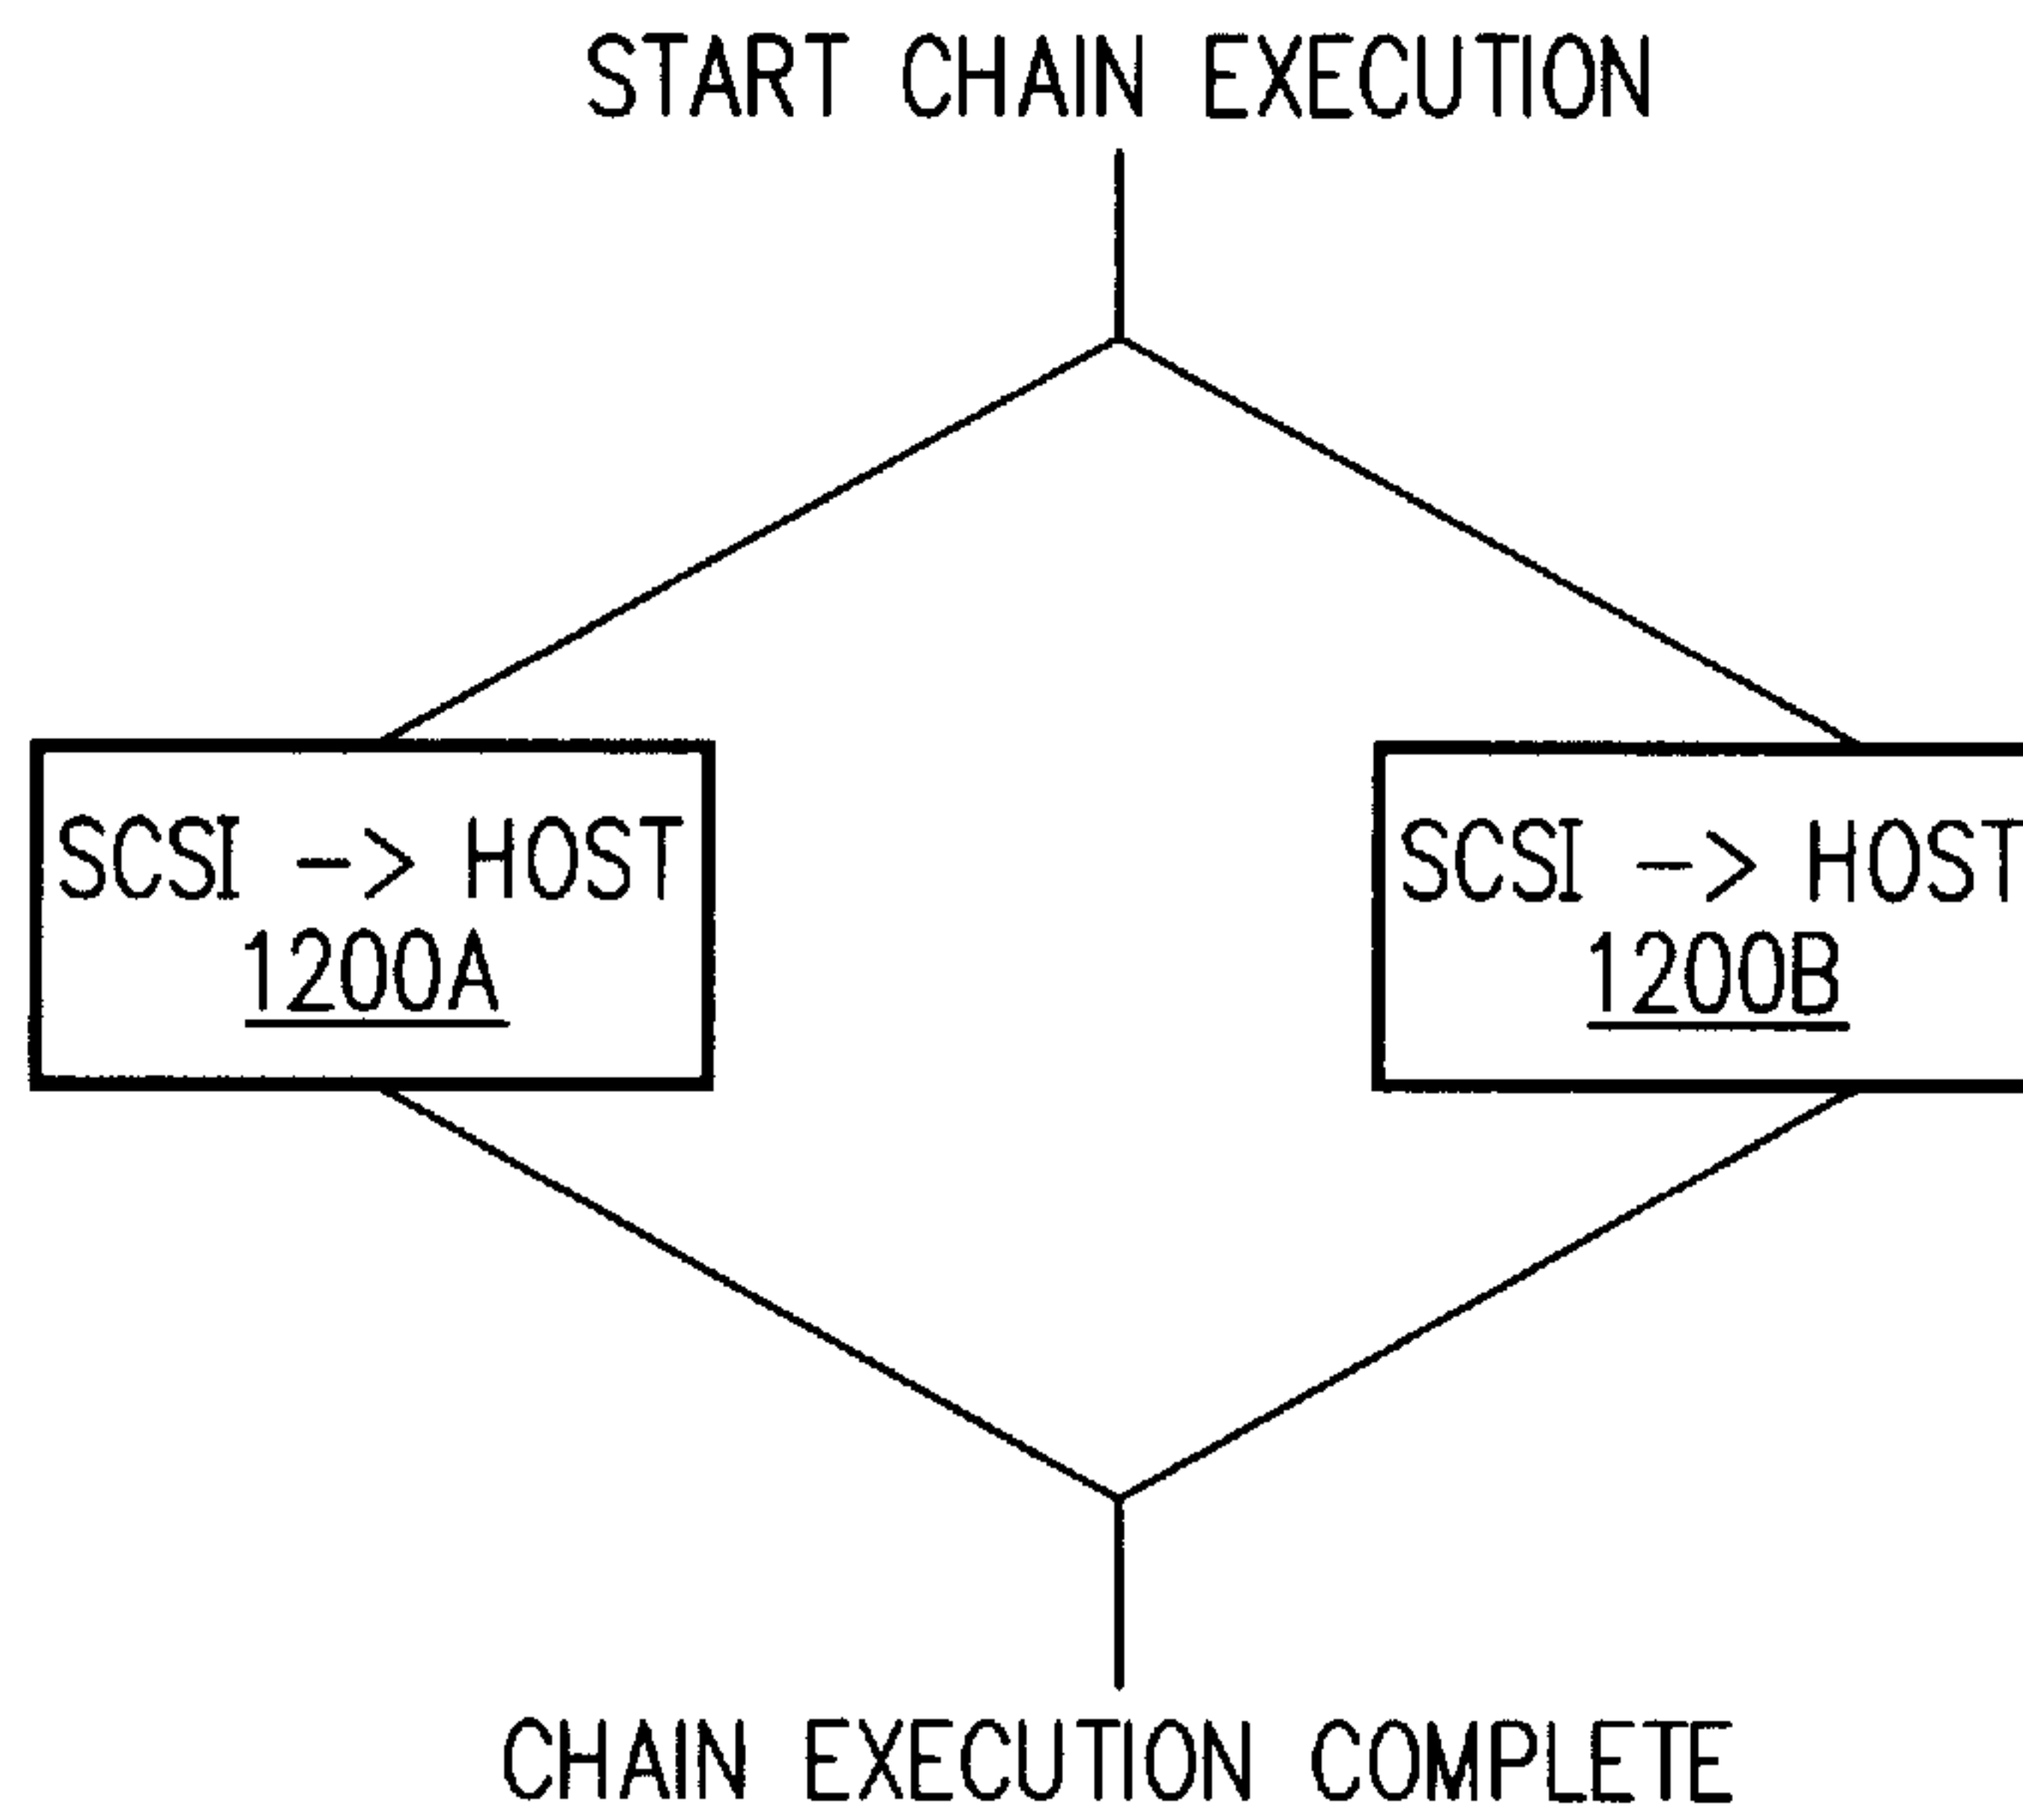 START CHAIN EXECUTION
SCSI -> HOST
1200A
SCSI -> HOST
1200B
CHAIN EXECUTION COMPLETE